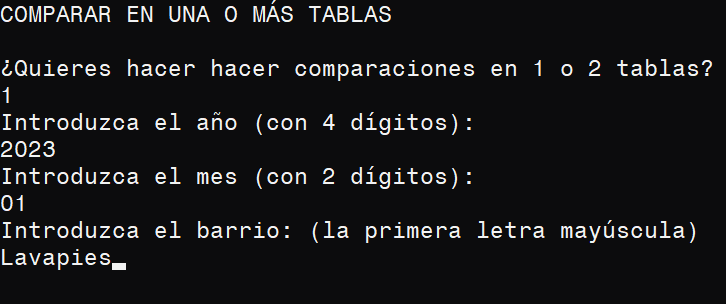 COMPARAR EN UNA O MÁS TABLAS
¿Quieres hacer hacer comparaciones en 1 o 2 tablas?
1
Introduzca el año (con 4 dígitos):
2023
Introduzca el mes (con 2 dígitos):
01
Introduzca el barrio: (la primera letra mayúscula)
Lavapies